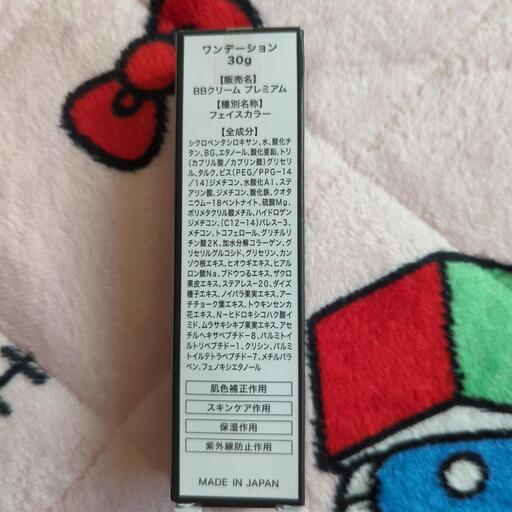 ワンデーション
30g
【販売名】
BBクリーム プレミアム
【種別名称】
フェイスカラー
【全成分】
シクロペンタシロキサン、水、酸化チ
タン、BG、エタノール、酸化亜鉛、トリ
(カプリル酸/カプリン酸)グリセリ
ル、タルク、ビス(PEG/PPG-14
/14)ジメチコン、水酸化Al、ステ
アリン酸、ジメチコン、酸化鉄、クオタ
ニウム-18ベントナイト、硫酸Mg、
ポリメタクリル酸メチル、ハイドロゲン
ジメチコン、(C12-14)パレス-3、
メチコン、トコフェロール、グリチルリ
チン酸2K、加水分解コラーゲン、グ
リセリルグルコシド、グリセリン、カン
ゾウ根エキス、ヒオウギエキス、ヒアル
ロン酸Na、ブドウつるエキス、ザクロ
果皮エキス、ステアレス-20、ダイズ
種子エキス、ノイバラ果実エキス、アー
チチョーク葉エキス、トウキンセンカ
花エキス、N-ヒドロキシコハク酸
イミド、ムラサキシキブ果実エキス、アセ
チルヘキサペプチド-8、パルミトイ
ルトリペプチド-1、クリシン、パルミ
トイルテトラペプチド-7、メチルパラ
ベン、フェノキシエタノール
肌色補正作用
スキンケア作用
保湿作用
紫外線防止作用
MADE IN JAPAN